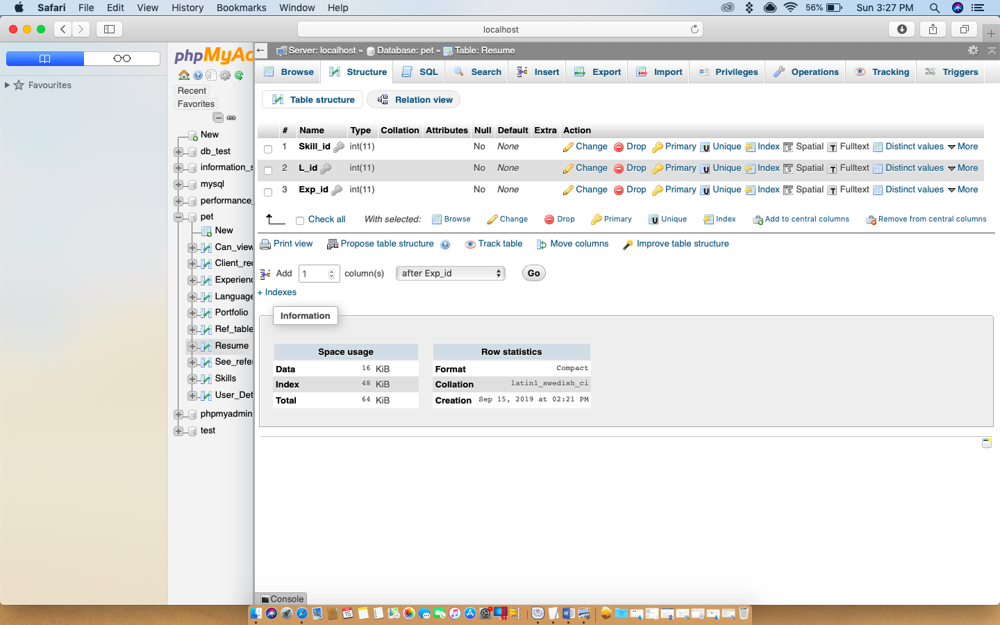 Safari File Edit View History Bookmarks Window Help 56% Sun 3:27 PM
localhost
Favourites
phpMyAc
Recent
Favorites
New
db_test
information_s
mysql
performance_
pet
New
Can_view
Client_rec
Experienc
Language
Portfolio
Ref_table
Resume
See_refer
Skills
User_Det
phpmyadmin
test
Server: localhost » Database: pet » Table: Resume
Browse Structure SQL Search Insert Export Import Privileges Operations Tracking Triggers
Table structure Relation view
# Name Type Collation Attributes Null Default Extra Action
1 Skill_id int(11) No None Change Drop Primary Unique Index Spatial Fulltext Distinct values More
2 L_id int(11) No None Change Drop Primary Unique Index Spatial Fulltext Distinct values More
3 Exp_id int(11) No None Change Drop Primary Unique Index Spatial Fulltext Distinct values More
Check all With selected: Browse Change Drop Primary Unique Index Add to central columns Remove from central columns
Print view Propose table structure Track table Move columns Improve table structure
Add 1 column(s) after Exp_id Go
+ Indexes
Information
Space usage
Data 16 KiB
Index 48 KiB
Total 64 KiB
Row statistics
Format Compact
Collation latin1_swedish_ci
Creation Sep 15, 2019 at 02:21 PM
Console